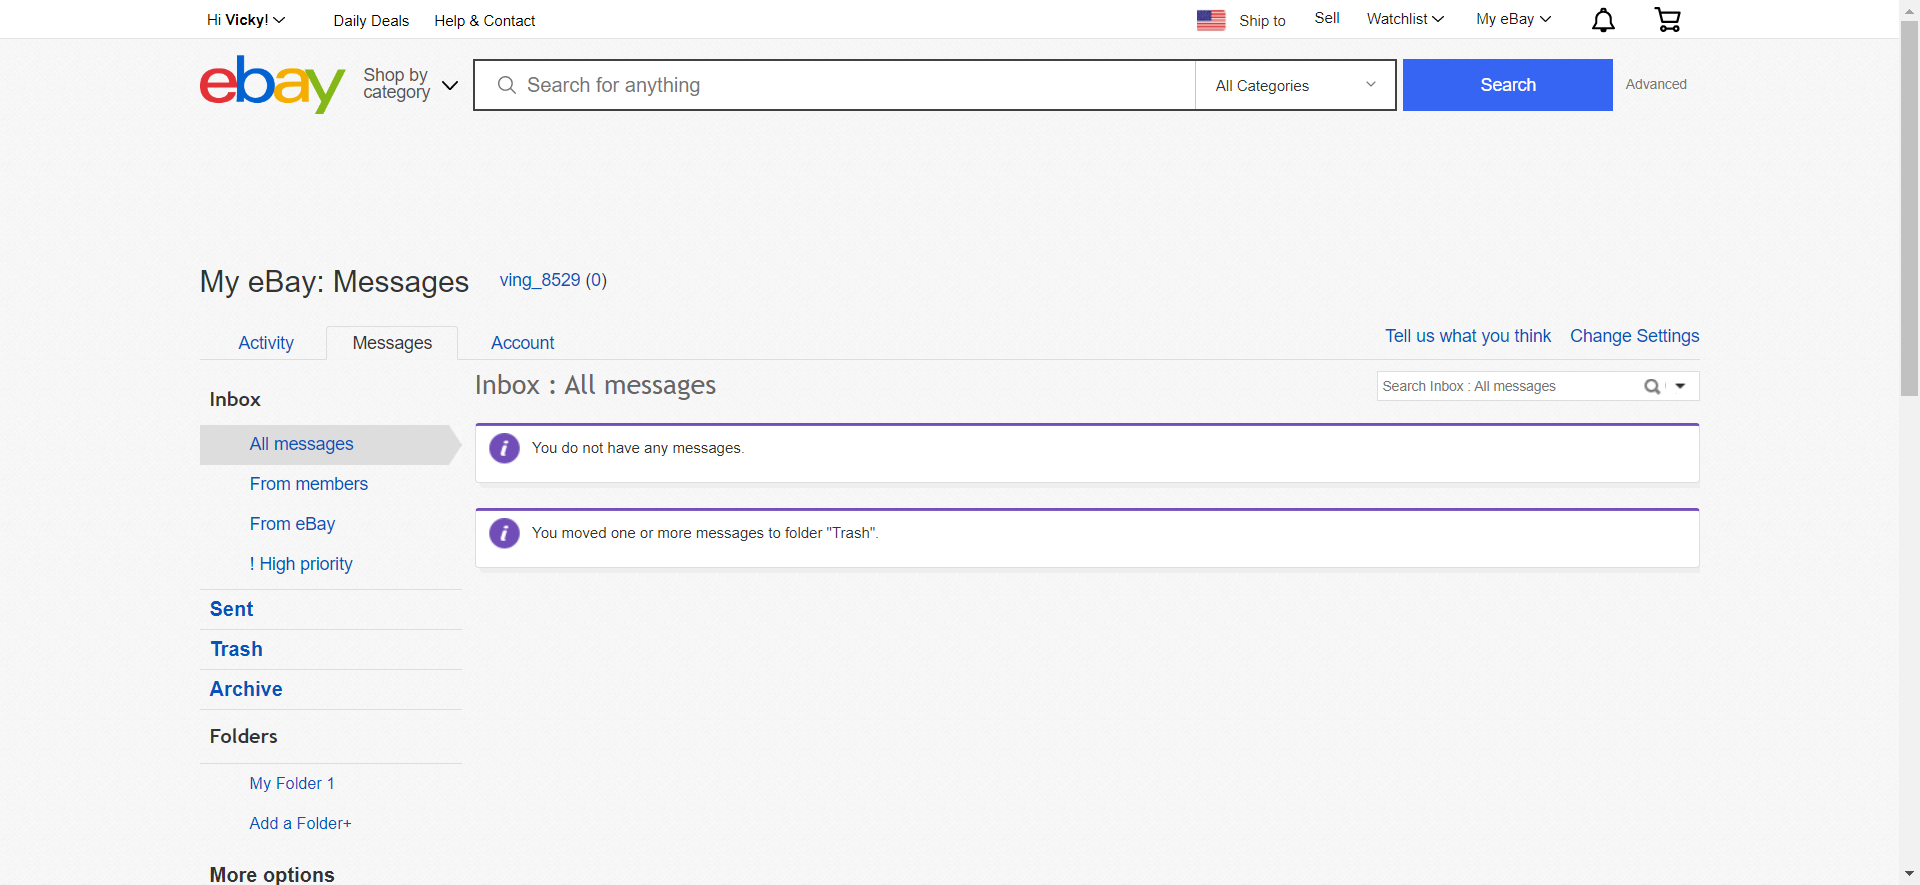 Hi Vicky!
Daily Deals
Help & Contact
Ship to
Sell
Watchlist
My eBay
ebay
Shop by
category
Search for anything
All Categories
Search
Advanced
My eBay: Messages
ving_8529 (0)
Activity
Messages
Account
Tell us what you think
Change Settings
Inbox
All messages
From members
From eBay
! High priority
Sent
Trash
Archive
Folders
My Folder 1
Add a Folder+
More options
Inbox : All messages
Search Inbox : All messages
i You do not have any messages.
i You moved one or more messages to folder "Trash".